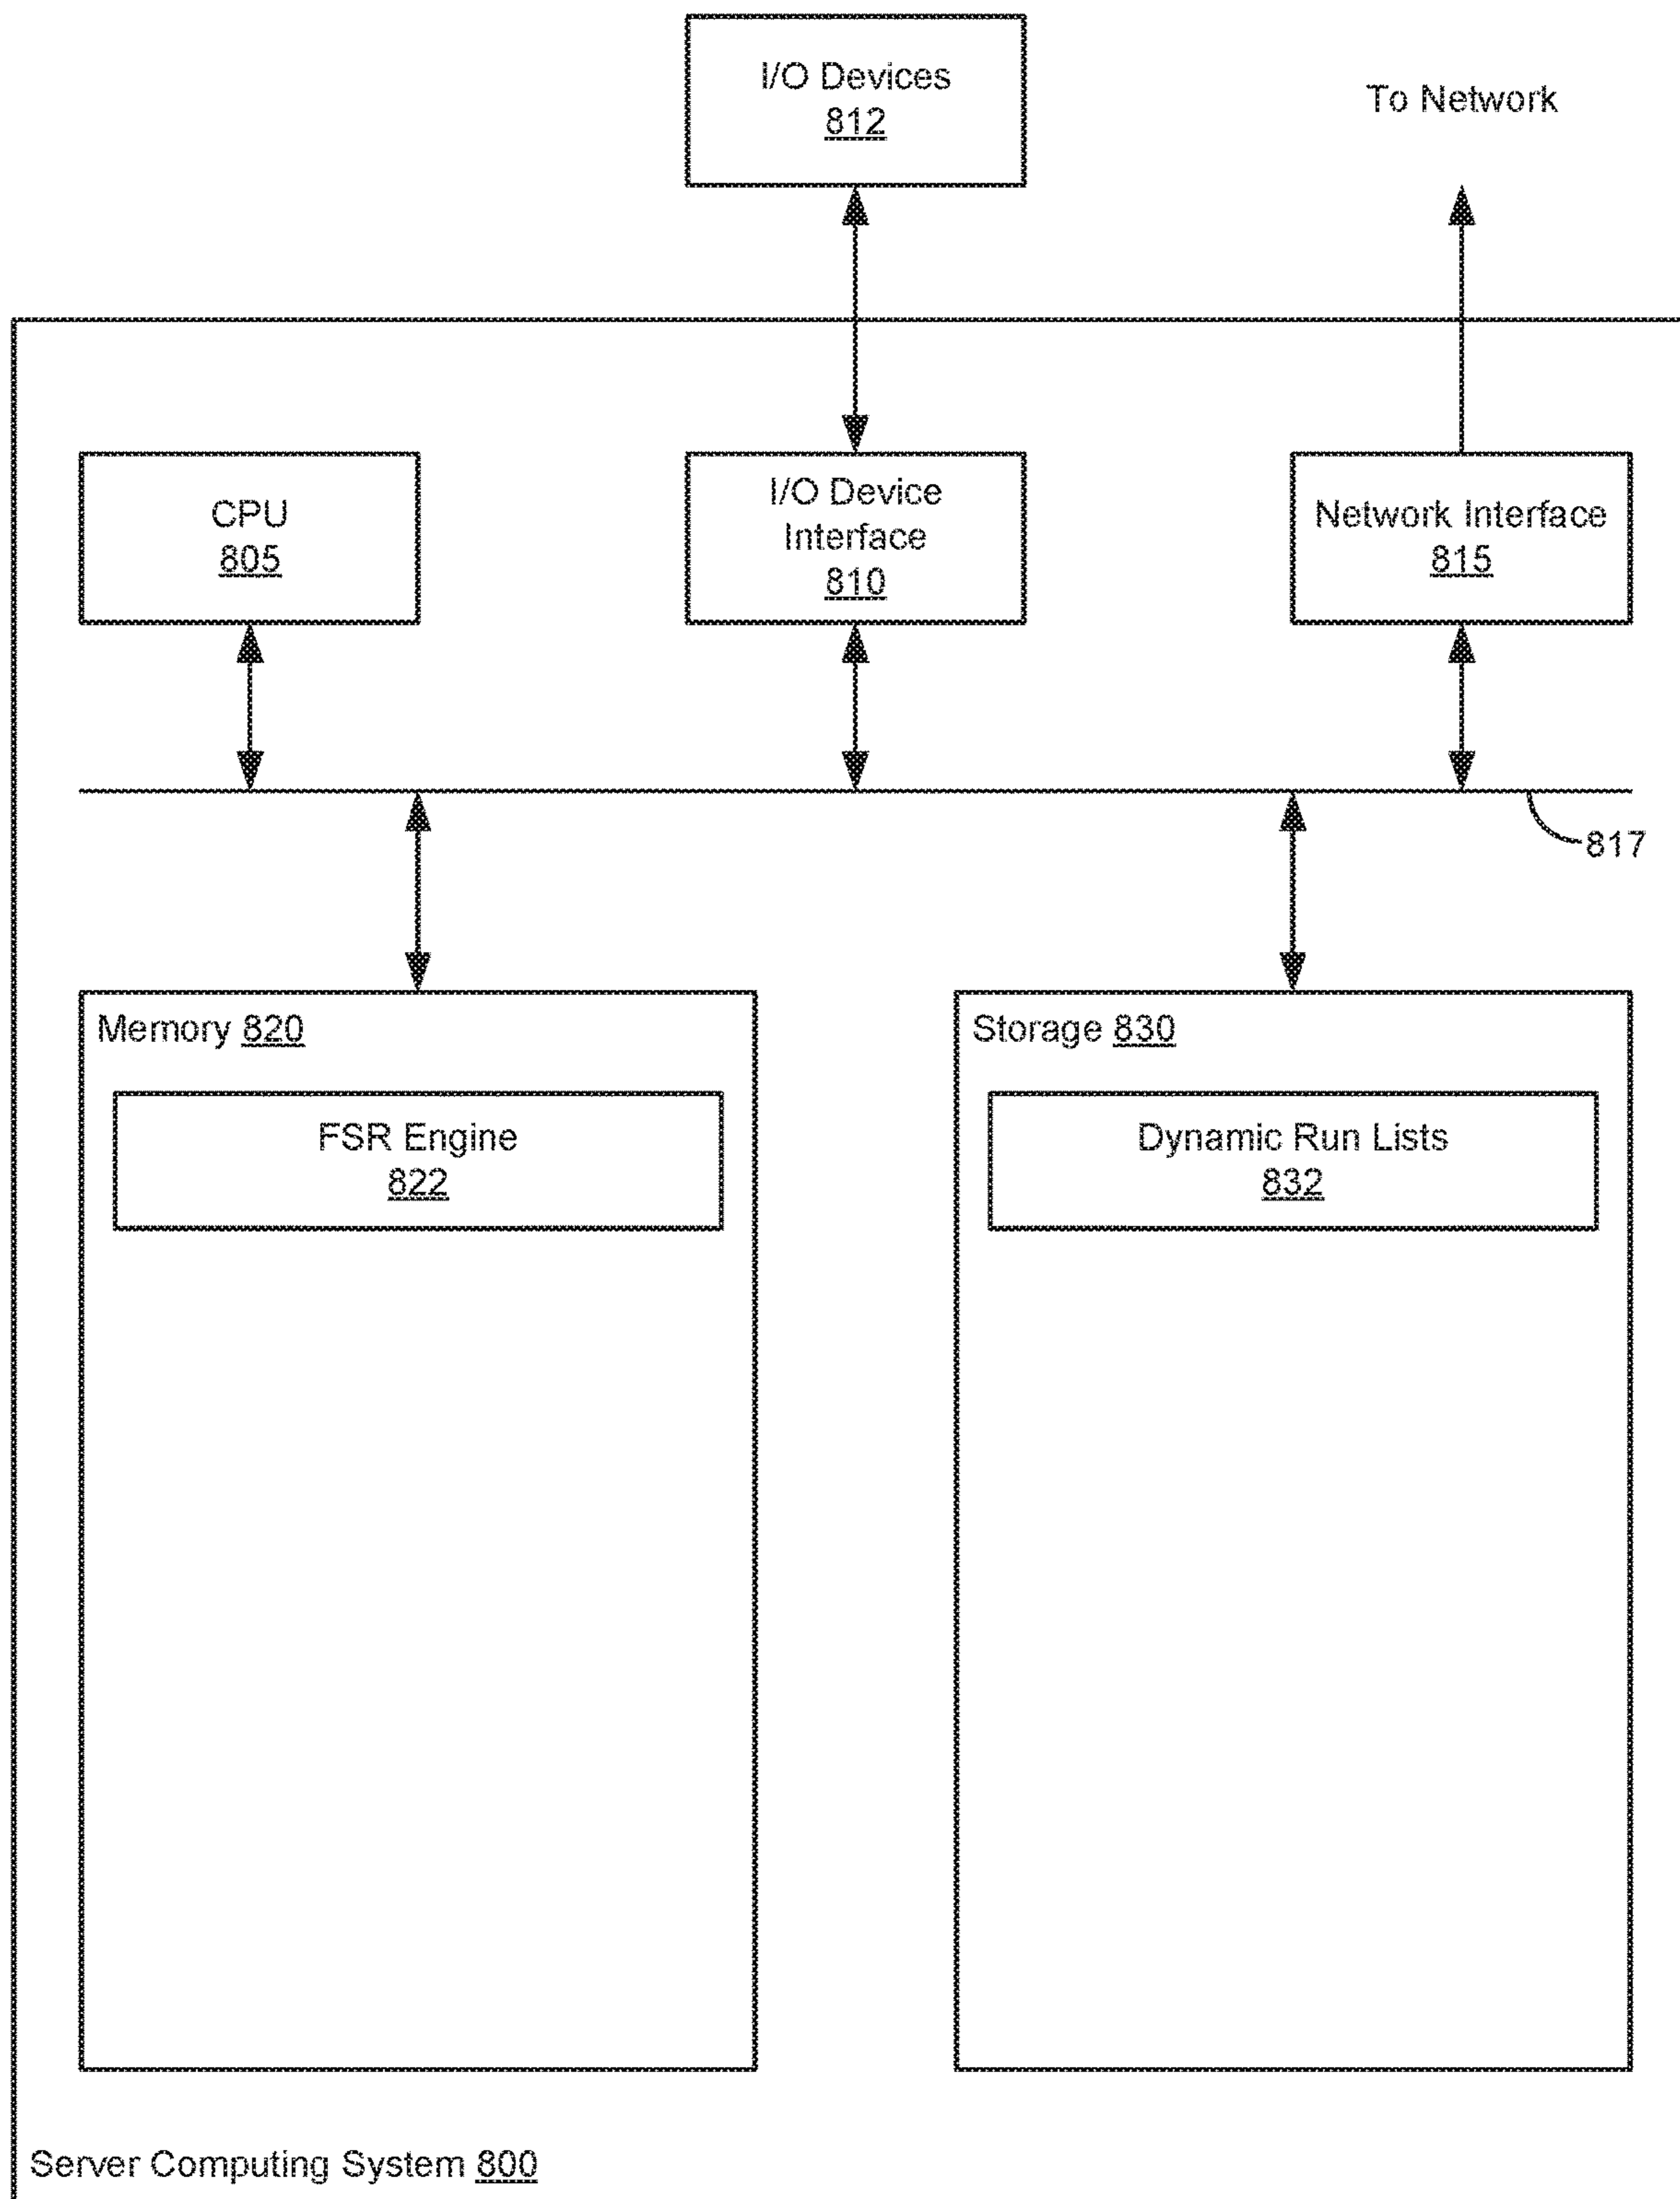 I/O Devices
812
To Network
CPU
805
I/O Device
Interface
810
Network Interface
815
817
Memory 820
FSR Engine
822
Storage 830
Dynamic Run Lists
832
Server Computing System 800